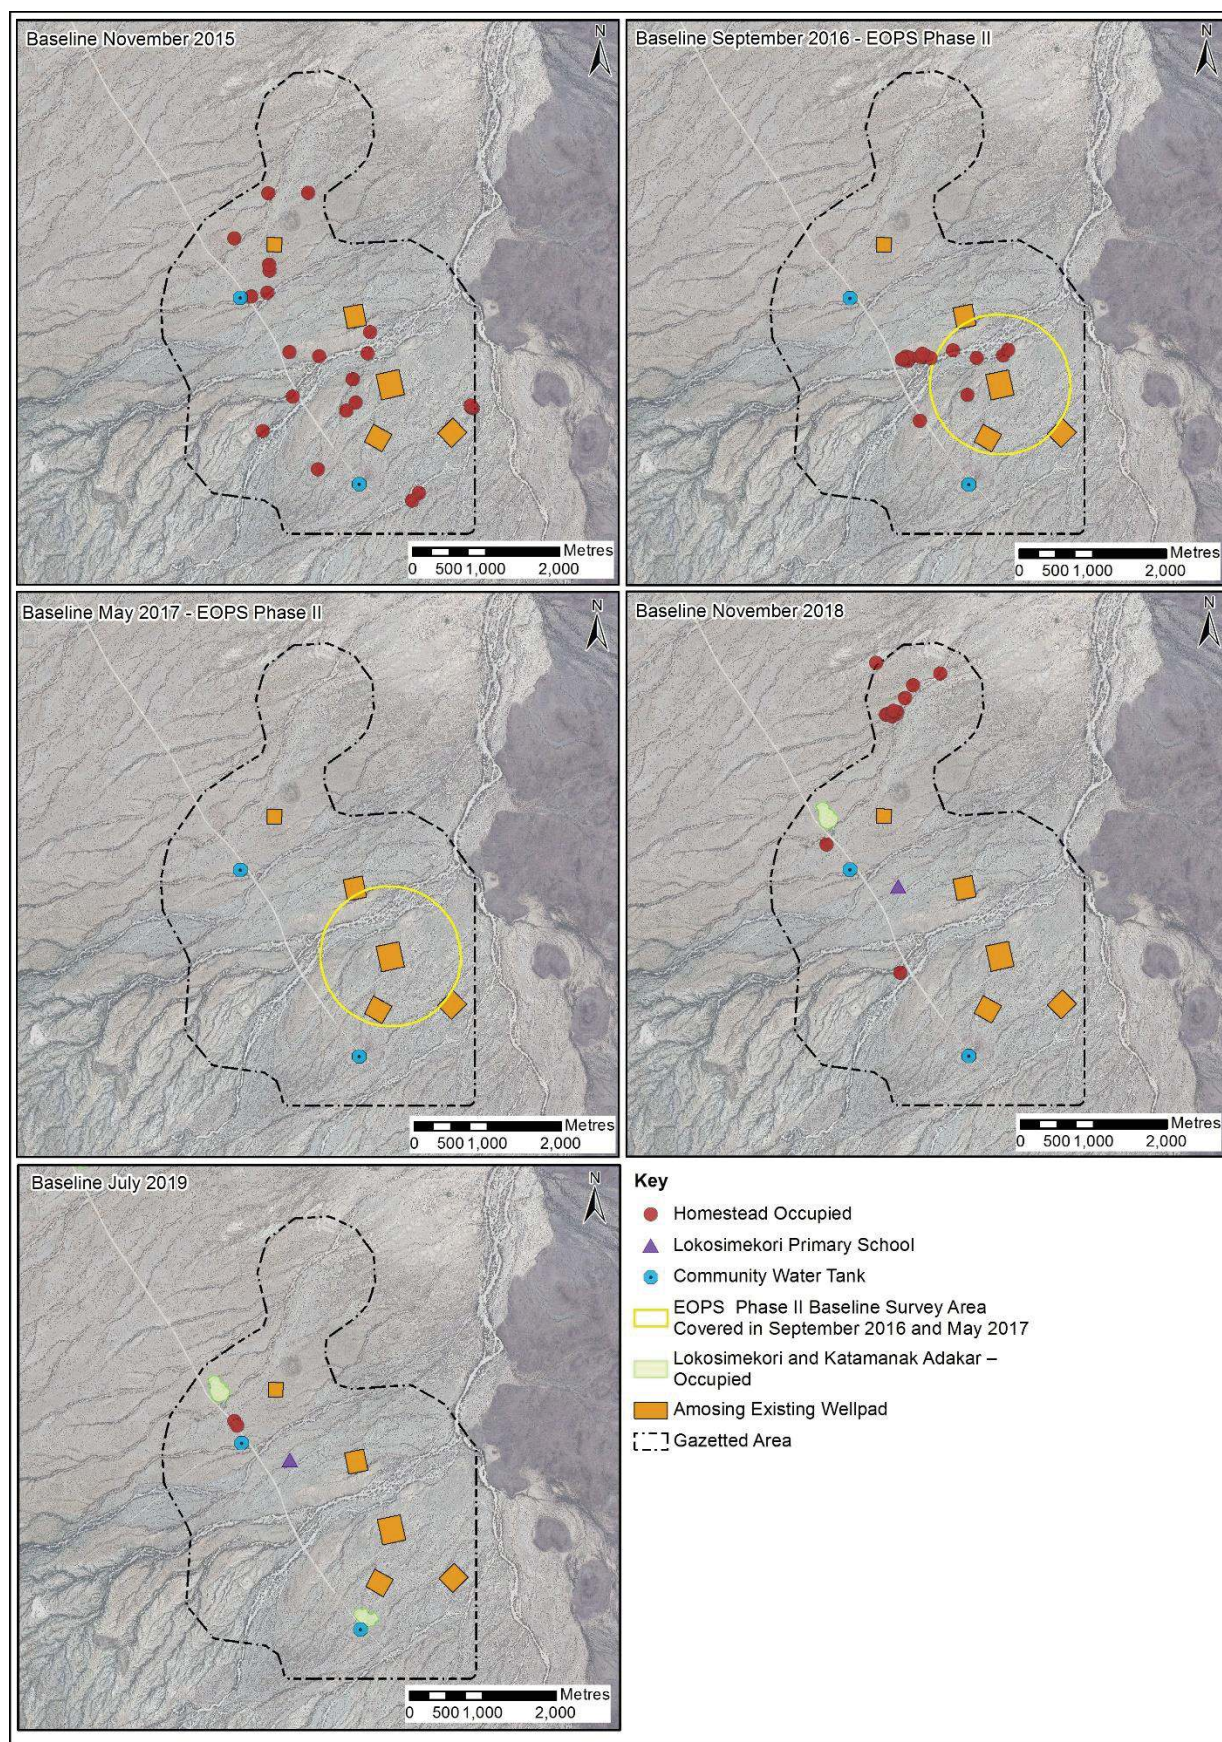 Baseline November 2015
N
Metres
0 500 1,000 2,000
Baseline September 2016 - EOPS Phase II
N
Metres
0 500 1,000 2,000
Baseline May 2017 - EOPS Phase II
N
Metres
0 500 1,000 2,000
Baseline November 2018
N
Metres
0 500 1,000 2,000
Baseline July 2019
N
Metres
0 500 1,000 2,000
Key
Homestead Occupied
Lokosimekori Primary School
Community Water Tank
EOPS Phase II Baseline Survey Area
Covered in September 2016 and May 2017
Lokosimekori and Katamanak Adakar –
Occupied
Amosing Existing Wellpad
Gazetted Area